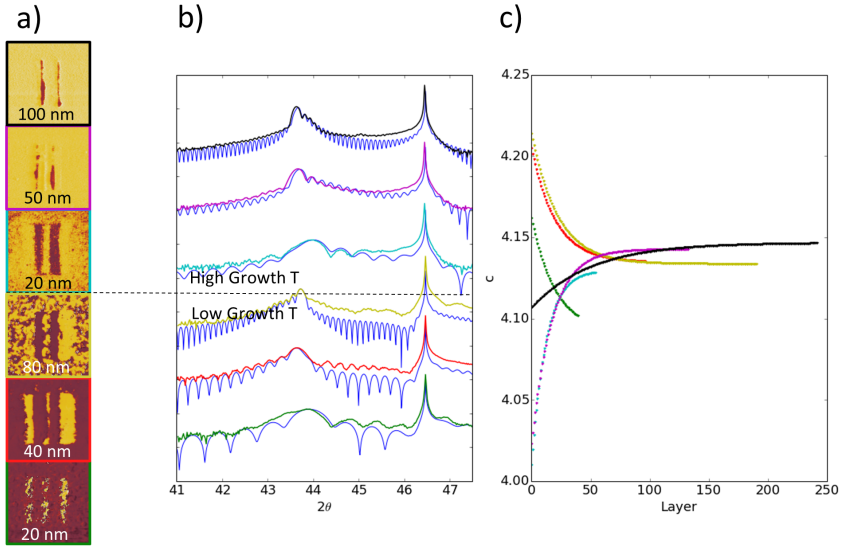 a)
b)
c)
100 nm
50 nm
20 nm
80 nm
40 nm
20 nm
High Growth T
Low Growth T
41 42 43 44 45 46 47
2θ
4.25
4.20
4.15
4.10
4.05
4.00
c
0 50 100 150 200 250
Layer